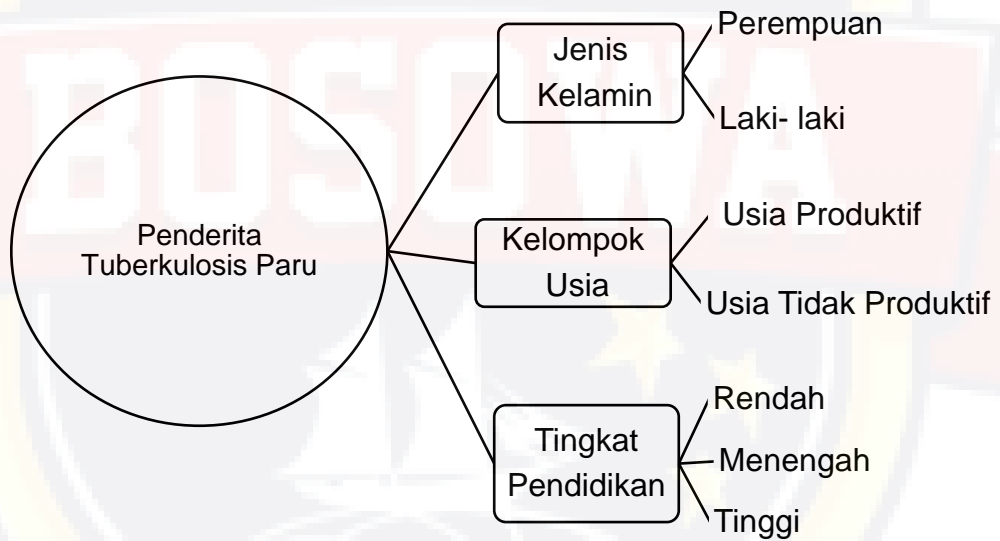 BOSOWA
Penderita
Tuberkulosis Paru
Jenis
Kelamin
Perempuan
Laki- laki
Kelompok
Usia
Usia Produktif
Usia Tidak Produktif
Tingkat
Pendidikan
Rendah
Menengah
Tinggi